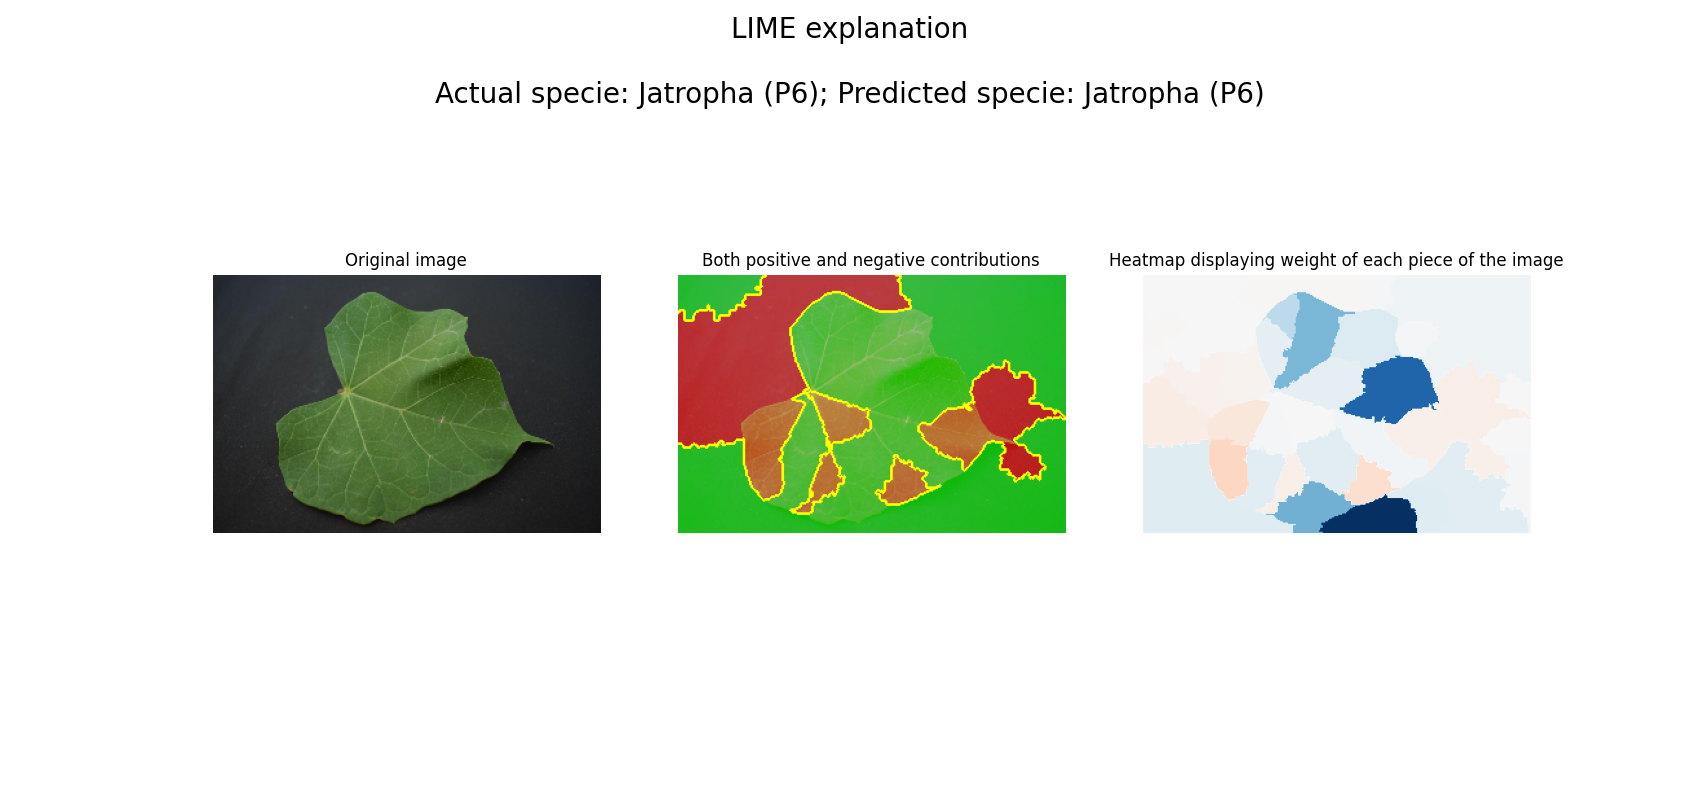 LIME explanation
Actual specie: Jatropha (P6); Predicted specie: Jatropha (P6)
Original image
Both positive and negative contributions
Heatmap displaying weight of each piece of the image